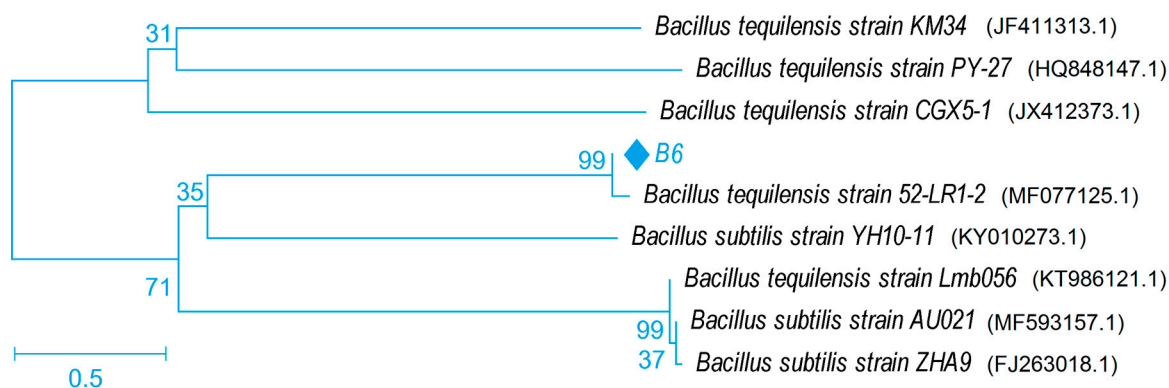 31
Bacillus tequilensis strain KM34 (JF411313.1)
Bacillus tequilensis strain PY-27 (HQ848147.1)
Bacillus tequilensis strain CGX5-1 (JX412373.1)
99
B6
35
Bacillus tequilensis strain 52-LR1-2 (MF077125.1)
Bacillus subtilis strain YH10-11 (KY010273.1)
71
Bacillus tequilensis strain Lmb056 (KT986121.1)
99
Bacillus subtilis strain AU021 (MF593157.1)
37
Bacillus subtilis strain ZHA9 (FJ263018.1)
0.5